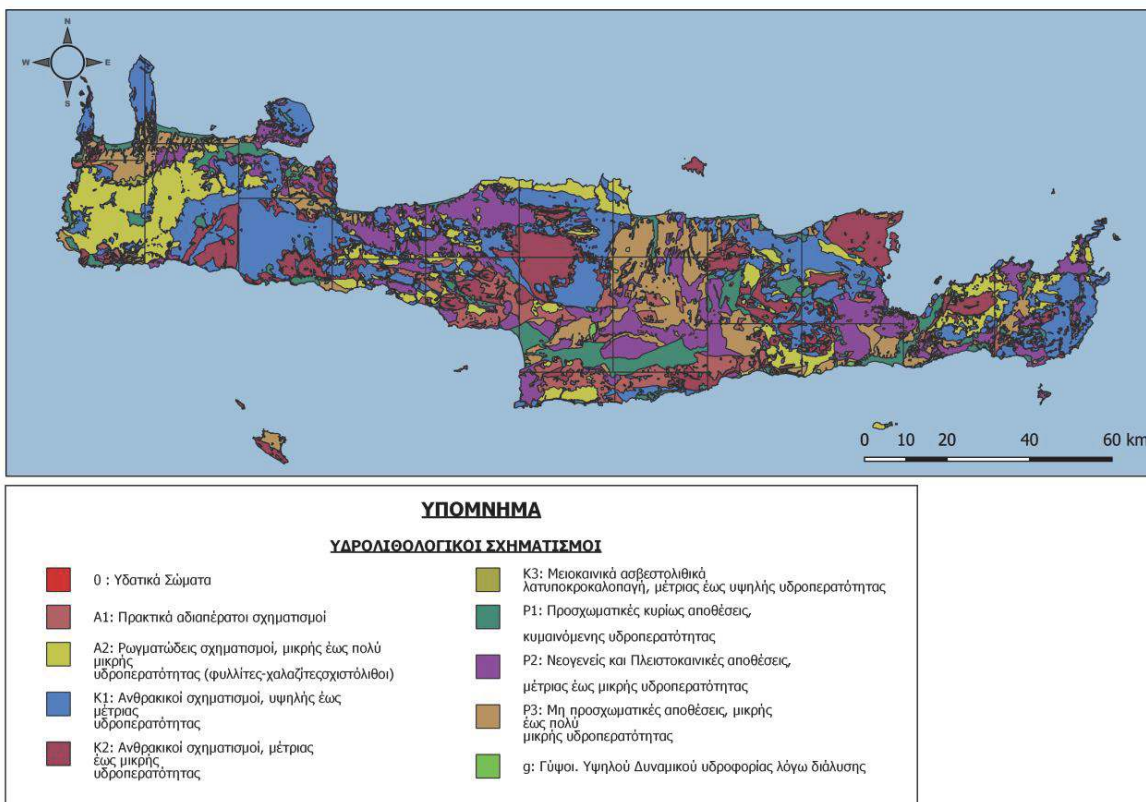 N
W
E
S
0 10 20 40 60 km
ΥΠΟΜΝΗΜΑ
ΥΔΡΟΛΙΘΟΛΟΓΙΚΟΙ ΣΧΗΜΑΤΙΣΜΟΙ
0 : Υδατικά Σώματα
Α1: Πρακτικά αδιαπέρατοι σχηματισμοί
Α2: Ρωγματώδεις σχηματισμοί, μικρής έως πολύ
μικρής
υδροπερατότητας (φυλλίτες-χαλαζίτεςσχιστόλιθοι)
Κ1: Ανθρακικοί σχηματισμοί, υψηλής έως
μέτριας
υδροπερατότητας
Κ2: Ανθρακικοί σχηματισμοί, μέτριας
έως μικρής
υδροπερατότητας
Κ3: Μειοκαινικά ασβεστολιθικά
λατυποκροκαλοπαγή, μέτριας έως υψηλής υδροπερατότητας
Ρ1: Προσχωματικές κυρίως αποθέσεις,
κυμαινόμενης υδροπερατότητας
Ρ2: Νεογενείς και Πλειστοκαινικές αποθέσεις,
μέτριας έως μικρής υδροπερατότητας
Ρ3: Μη προσχωματικές αποθέσεις, μικρής
έως πολύ
μικρής υδροπερατότητας
g: Γύψοι. Υψηλού Δυναμικού υδροφορίας λόγω διάλυσης